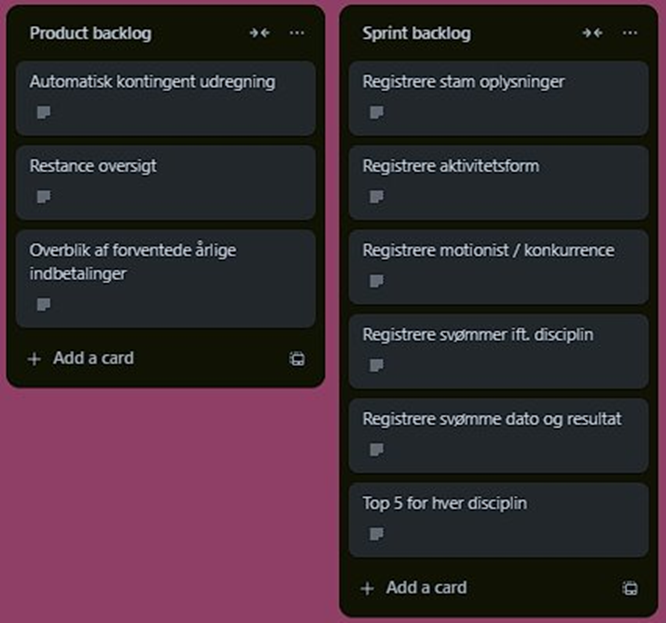 Product backlog
Automatisk kontingent udregning
Restance oversigt
Overblik af forventede årlige
indbetalinger
+ Add a card
Sprint backlog
Registrere stam oplysninger
Registrere aktivitetsform
Registrere motionist / konkurrence
Registrere svømmer ift. disciplin
Registrere svømme dato og resultat
Top 5 for hver disciplin
+ Add a card